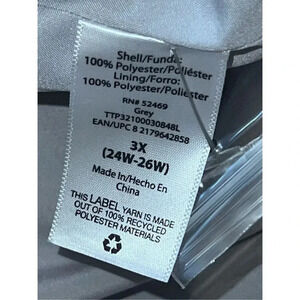 Shell/Funda:
100% Polyester/Poliéster
Lining/Forro:
100% Polyester/Poliéster
RN# 52469
Grey
TTP32100030848L
EAN/UPC 8 2179642858
3X
(24W-26W)
Made In/Hecho En
China
THIS LABEL YARN IS MADE
OUT OF 100% RECYCLED
POLYESTER MATERIALS